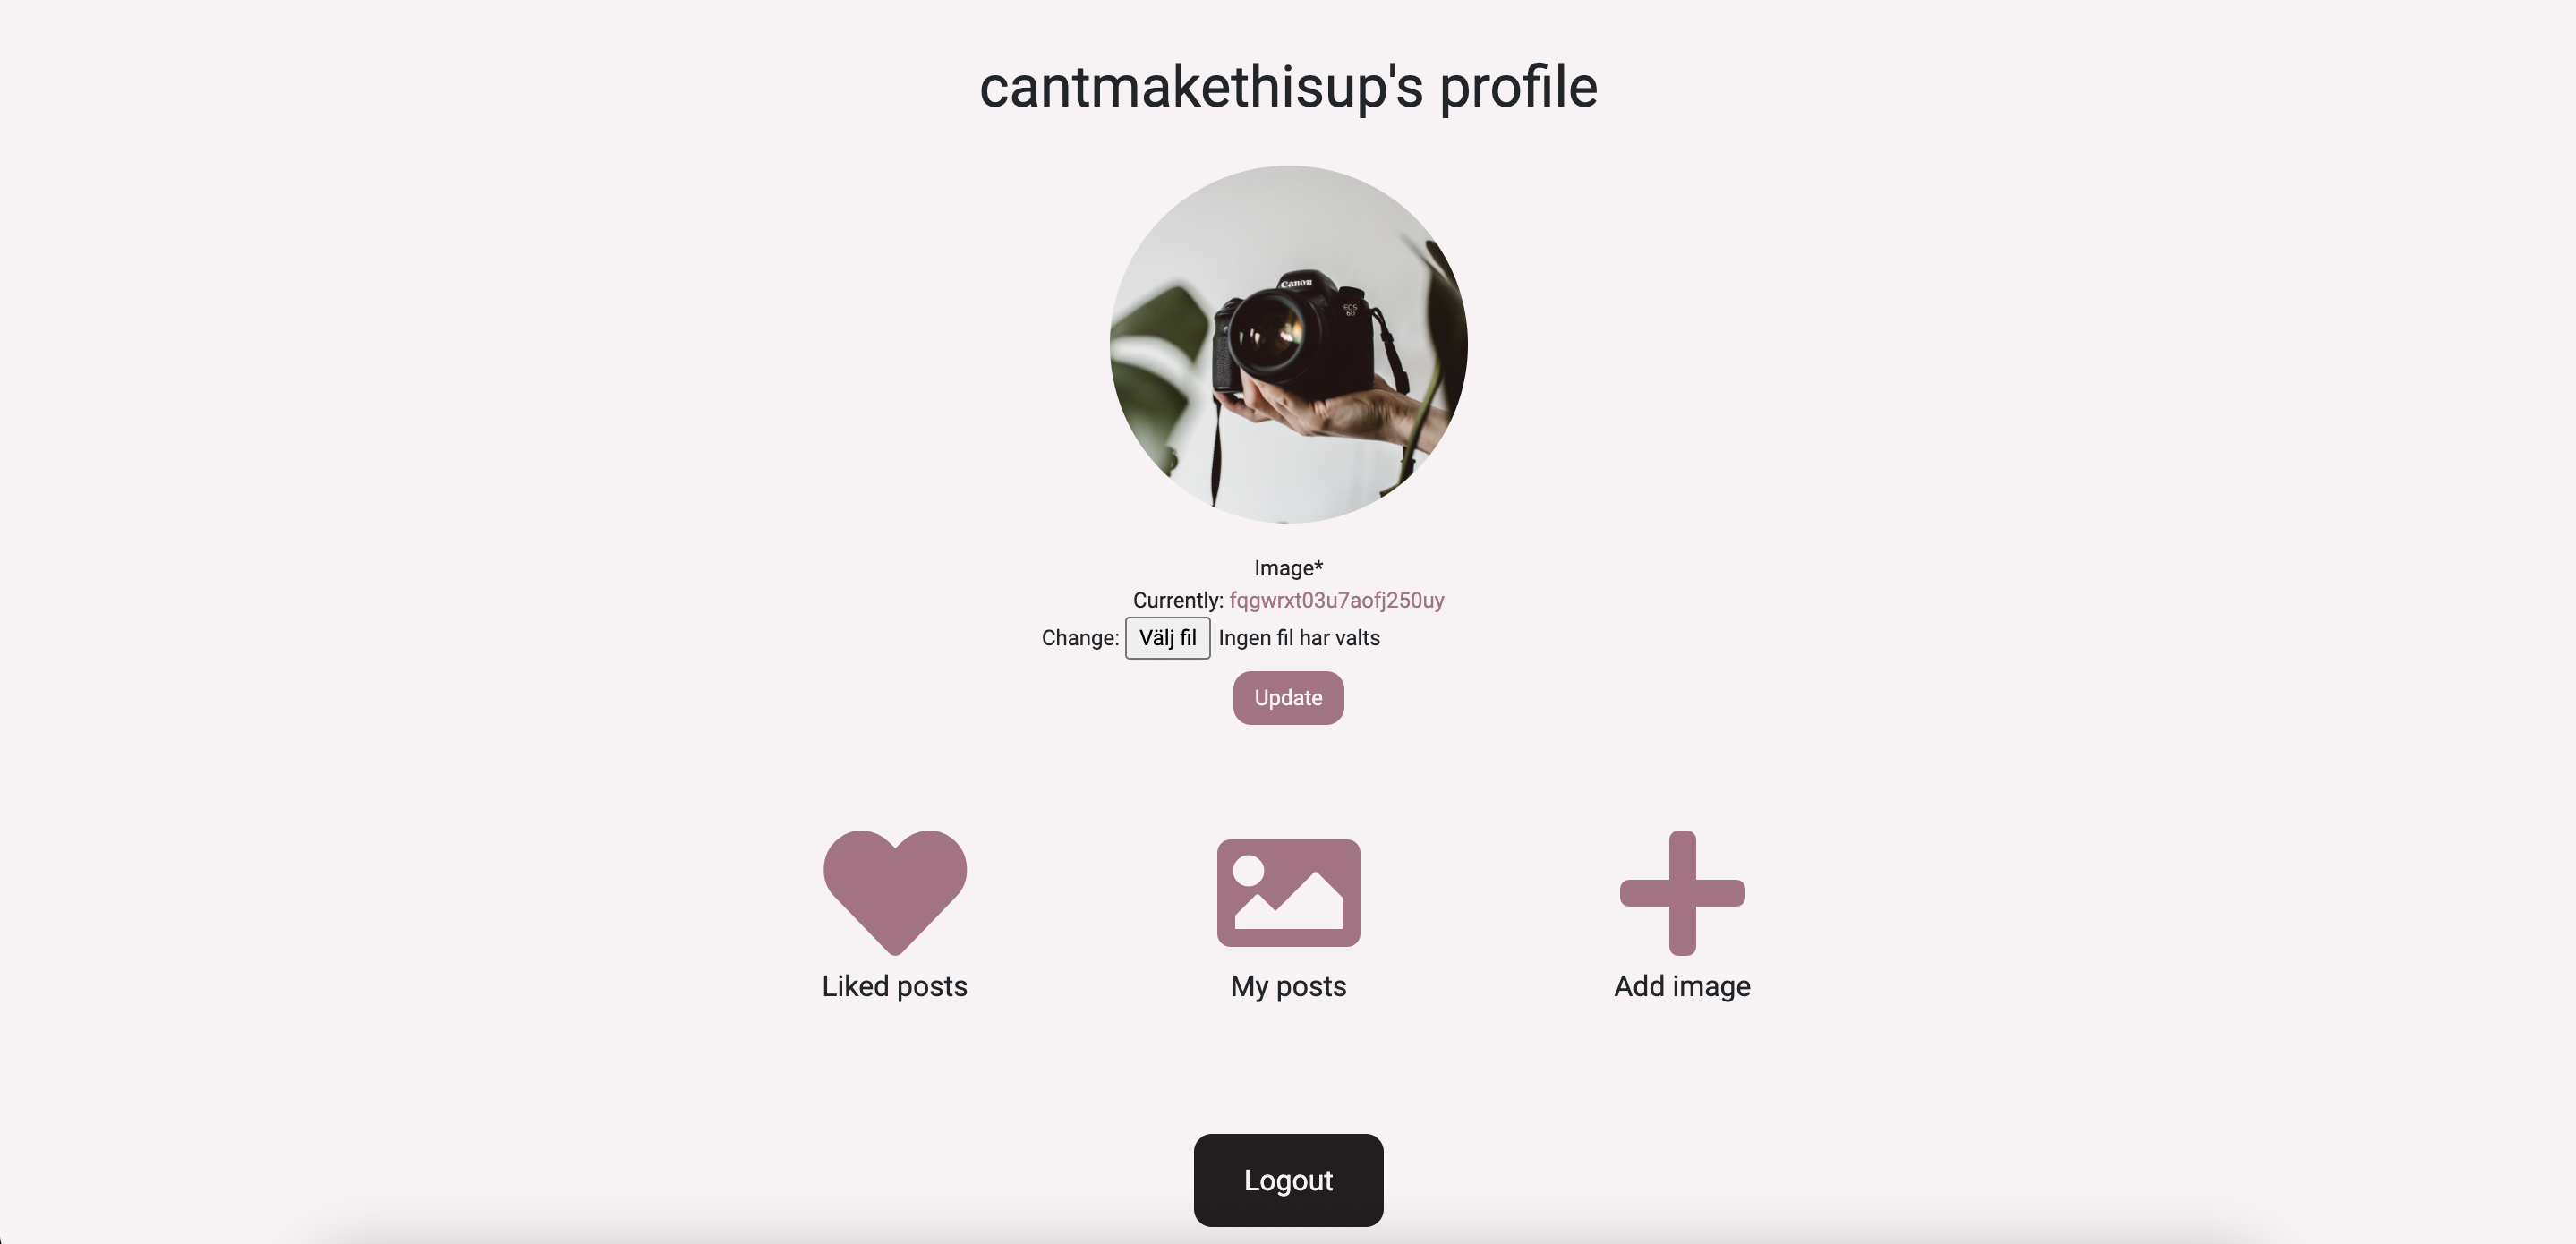 cantmakethisup's profile
Canon
EOS
6D
Image*
Currently: fqgwrxt03u7aofj250uy
Change: Välj fil Ingen fil har valts
Update
Liked posts
My posts
Add image
Logout